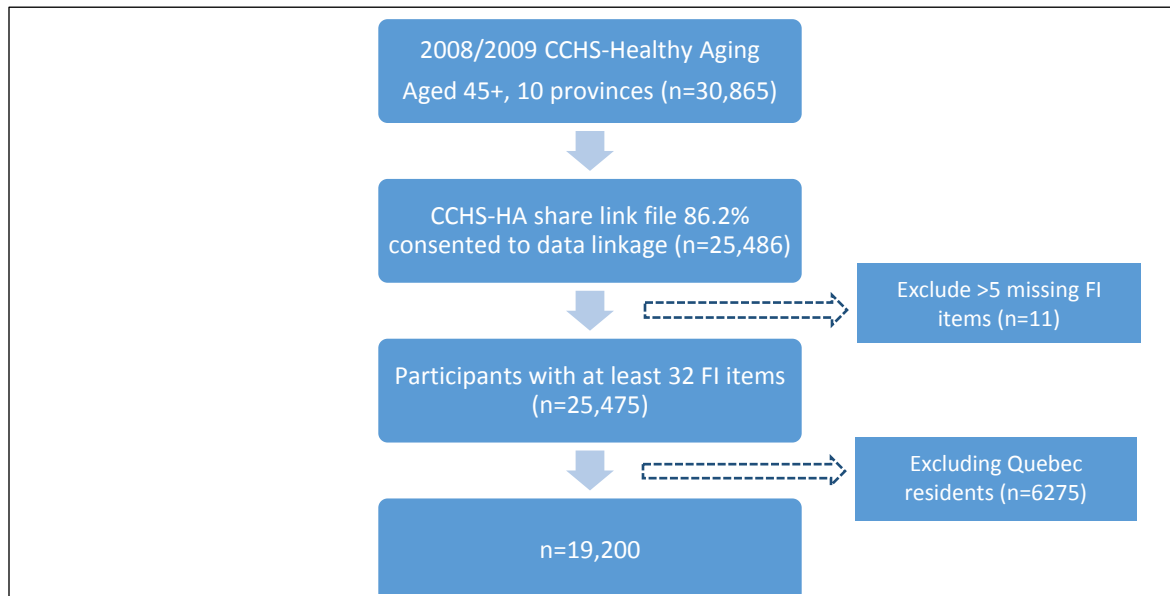 2008/2009 CCHS-Healthy Aging
Aged 45+, 10 provinces (n=30,865)
CCHS-HA share link file 86.2%
consented to data linkage (n=25,486)
Exclude >5 missing FI
items (n=11)
Participants with at least 32 FI items
(n=25,475)
Excluding Quebec
residents (n=6275)
n=19,200